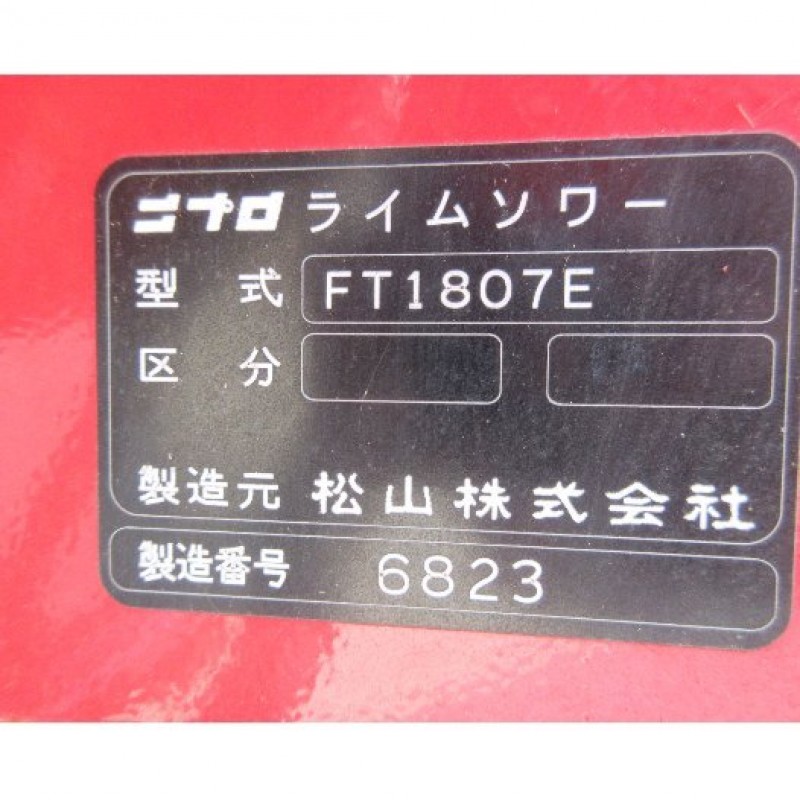 ニプロ ライムソワー
型式 FT1807E
区分
製造元 松山株式会社
製造番号 6823